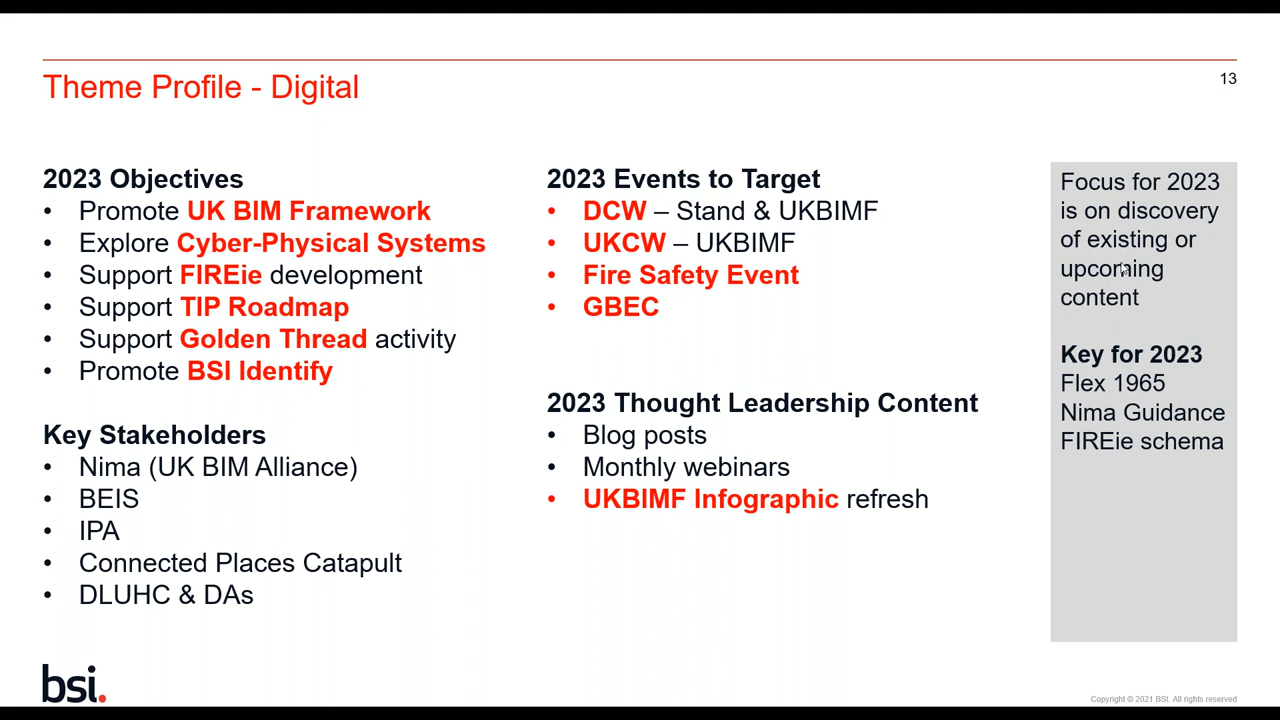 Theme Profile - Digital
13
2023 Objectives
• Promote UK BIM Framework
• Explore Cyber-Physical Systems
• Support FIREie development
• Support TIP Roadmap
• Support Golden Thread activity
• Promote BSI Identify
Key Stakeholders
• Nima (UK BIM Alliance)
• BEIS
• IPA
• Connected Places Catapult
• DLUHC & DAs
2023 Events to Target
• DCW – Stand & UKBIMF
• UKCW – UKBIMF
• Fire Safety Event
• GBEC
2023 Thought Leadership Content
• Blog posts
• Monthly webinars
• UKBIMF Infographic refresh
Focus for 2023
is on discovery
of existing or
upcoming
content
Key for 2023
Flex 1965
Nima Guidance
FIREie schema
bsi.
Copyright © 2021 BSI. All rights reserved